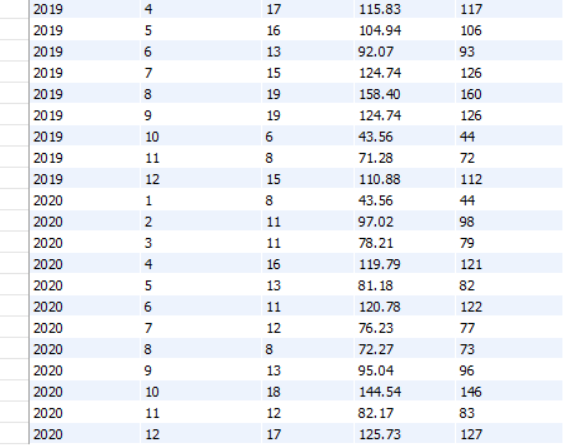 2019 4 17 115.83 117
2019 5 16 104.94 106
2019 6 13 92.07 93
2019 7 15 124.74 126
2019 8 19 158.40 160
2019 9 19 124.74 126
2019 10 6 43.56 44
2019 11 8 71.28 72
2019 12 15 110.88 112
2020 1 8 43.56 44
2020 2 11 97.02 98
2020 3 11 78.21 79
2020 4 16 119.79 121
2020 5 13 81.18 82
2020 6 11 120.78 122
2020 7 12 76.23 77
2020 8 8 72.27 73
2020 9 13 95.04 96
2020 10 18 144.54 146
2020 11 12 82.17 83
2020 12 17 125.73 127